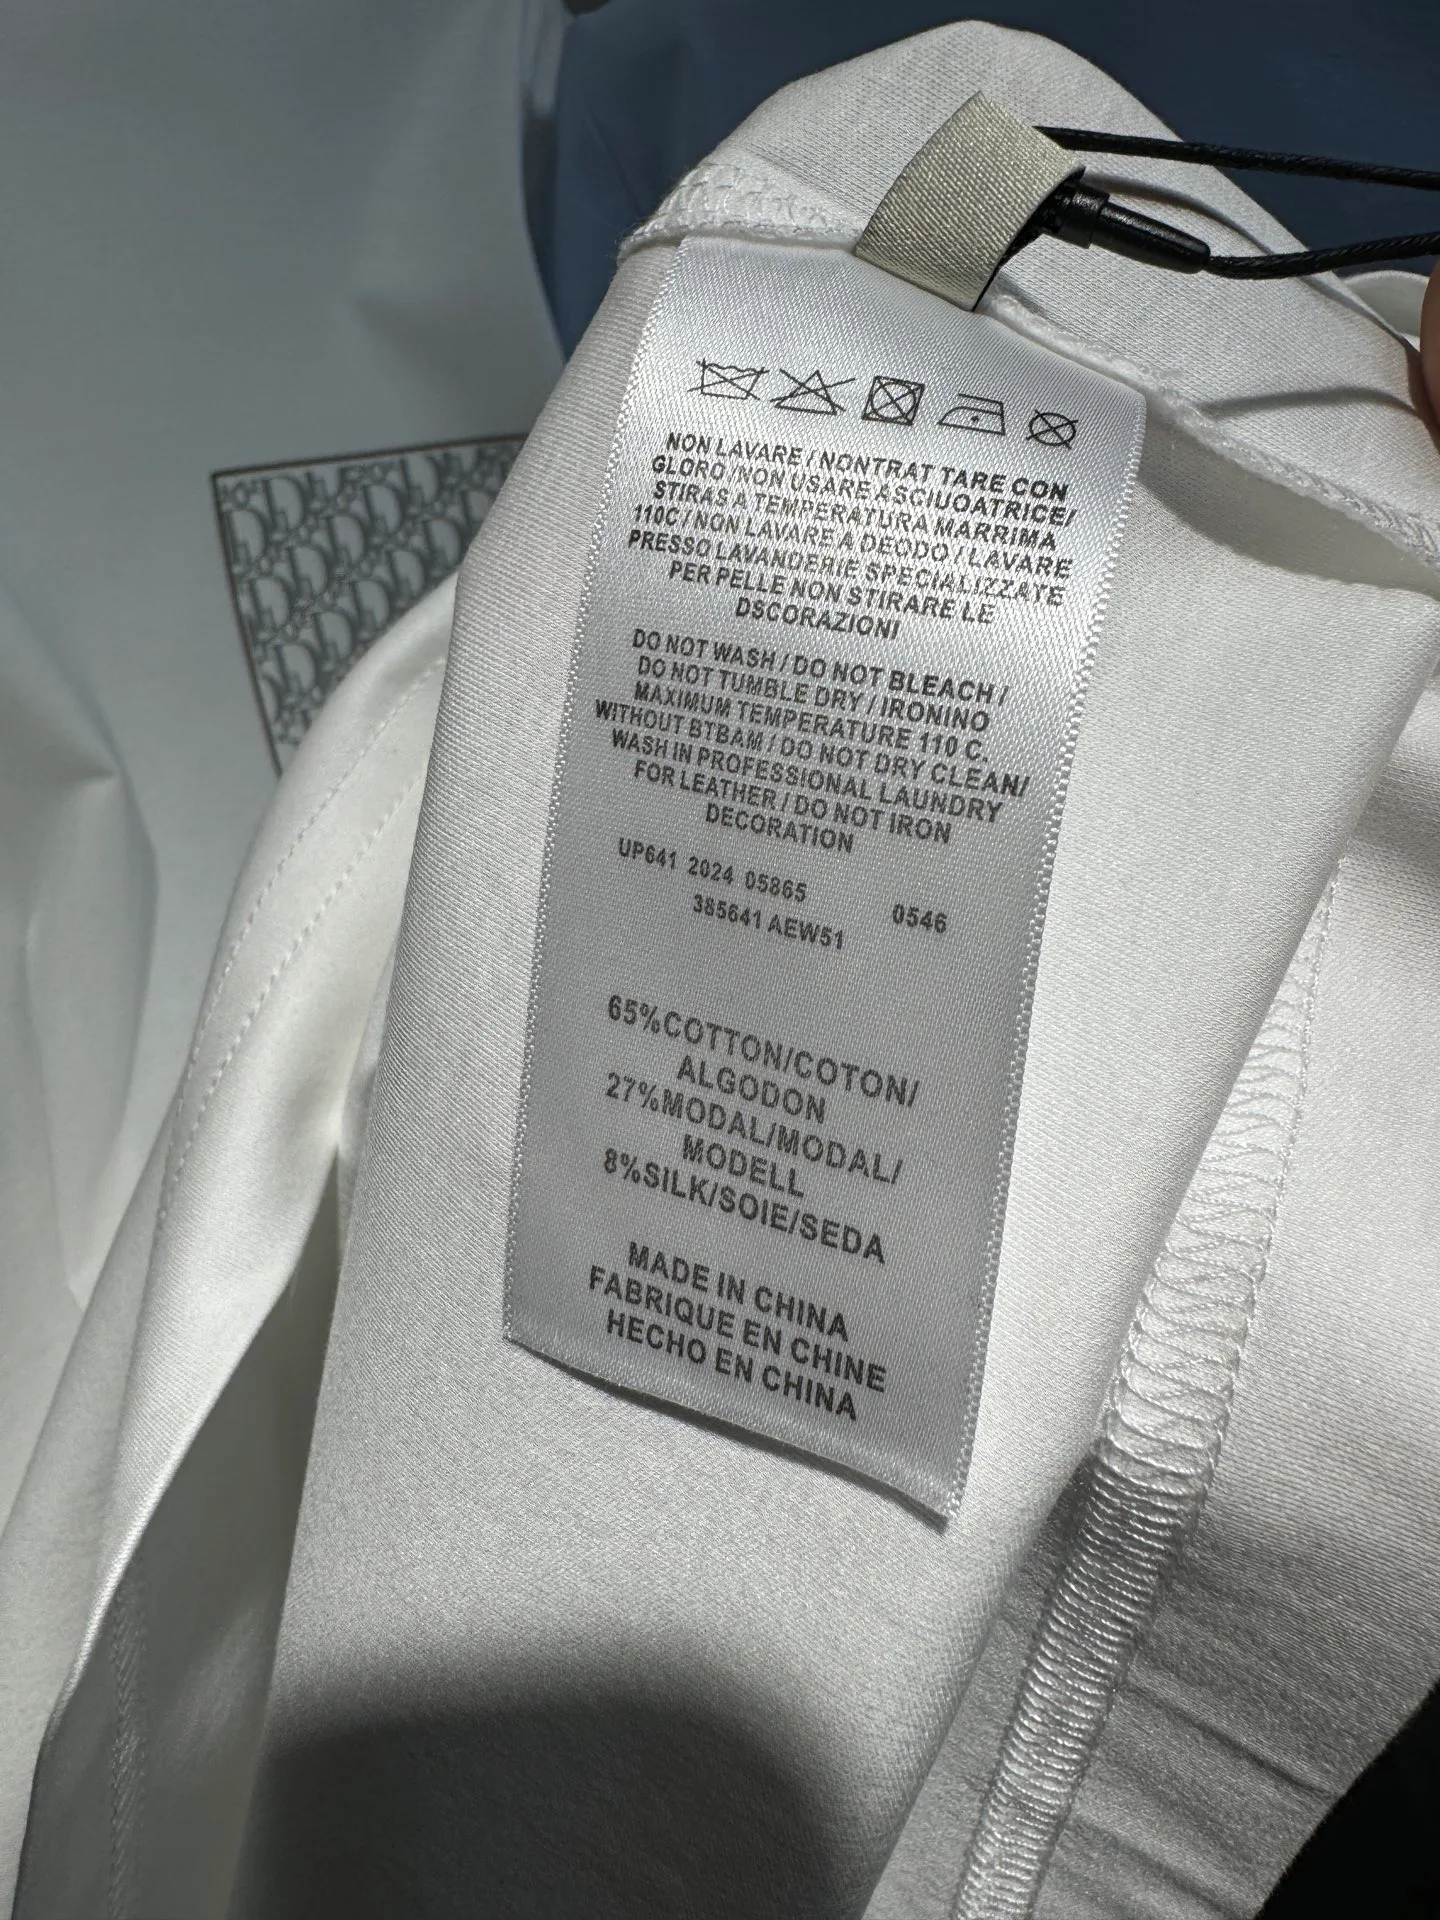 NON LAVARE / NONTRAT TARE CON
GLORO / NON USARE ASCIUOATRICE/
STIRAS A TEMPERATURA MARRIMA
110C / NON LAVARE A DEODO / LAVARE
PRESSO LAVANDERIE SPECIALIZZATE
PER PELLE NON STIRARE LE
DSCORAZIONI
DO NOT WASH / DO NOT BLEACH /
DO NOT TUMBLE DRY / IRONINO
MAXIMUM TEMPERATURE 110 C.
WITHOUT BTBAM / DO NOT DRY CLEAN/
WASH IN PROFESSIONAL LAUNDRY
FOR LEATHER / DO NOT IRON
DECORATION
UP641 2024 05865
385641 AEW51 0546
65%COTTON/COTON/
ALGODON
27%MODAL/MODAL/
MODELL
8%SILK/SOIE/SEDA
MADE IN CHINA
FABRIQUE EN CHINE
HECHO EN CHINA